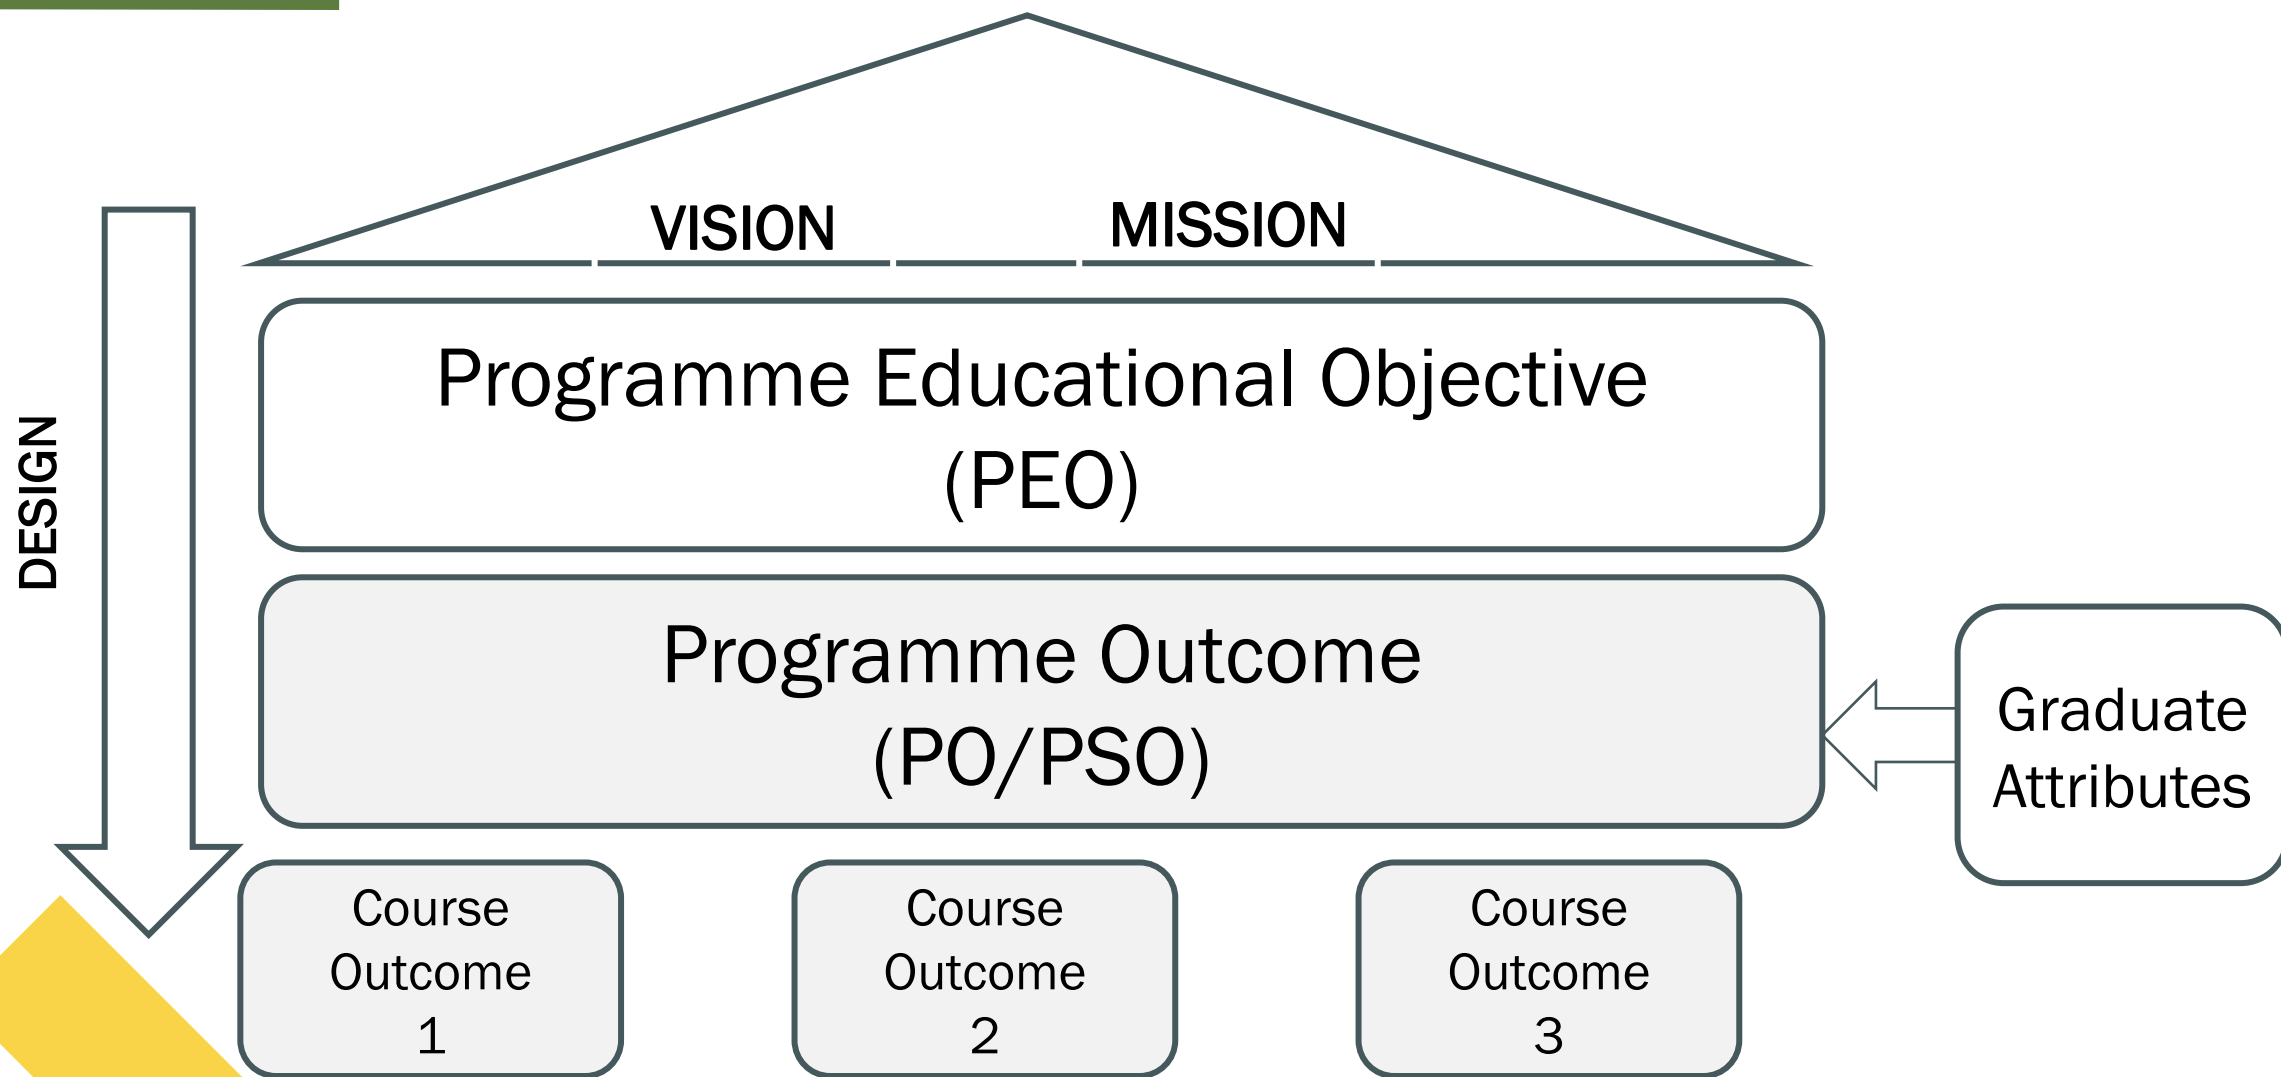 VISION
MISSION
DESIGN
Programme Educational Objective
(PEO)
Programme Outcome
(PO/PSO)
Graduate
Attributes
Course
Outcome
1
Course
Outcome
2
Course
Outcome
3